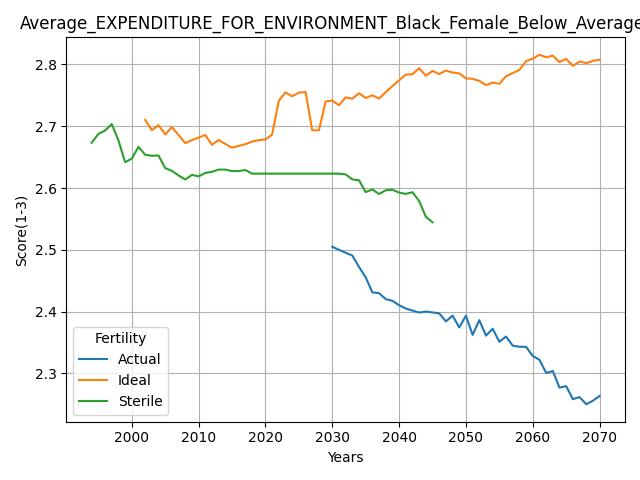 Average_EXPENDITURE_FOR_ENVIRONMENT_Black_Female_Below_Average
Score(1-3)
2.8
2.7
2.6
2.5
2.4
2.3
Fertility
Actual
Ideal
Sterile
2000 2010 2020 2030 2040 2050 2060 2070
Years